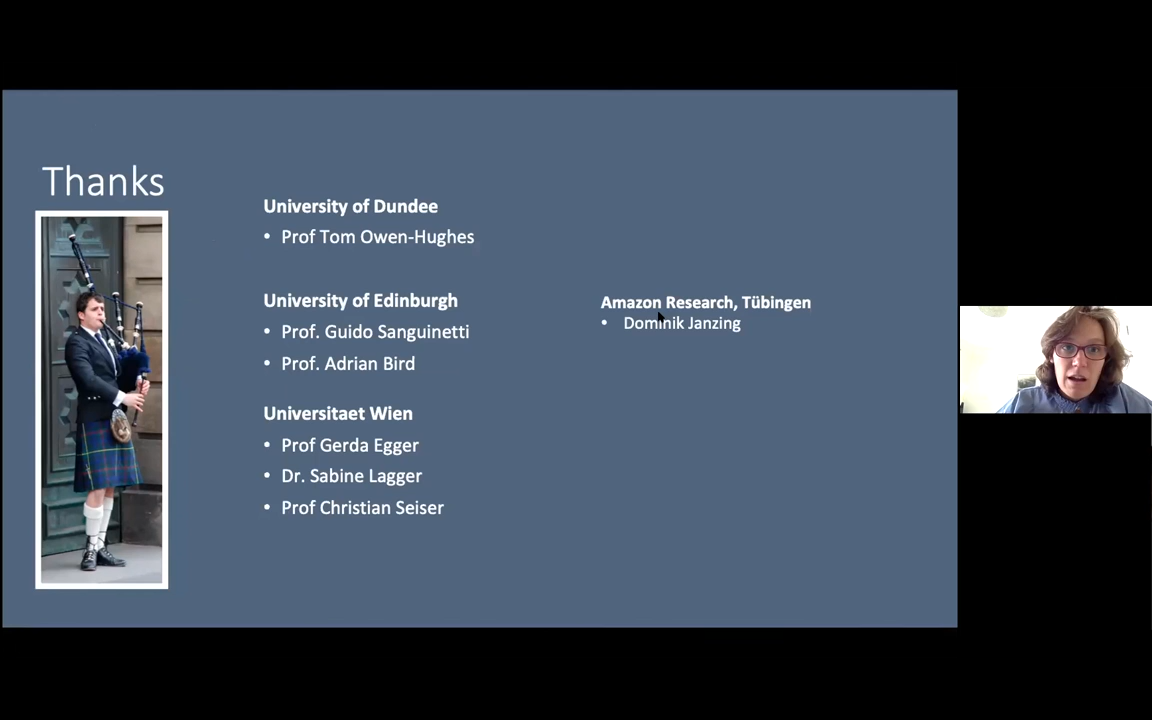 Thanks
University of Dundee
• Prof Tom Owen-Hughes
University of Edinburgh
• Prof. Guido Sanguinetti
• Prof. Adrian Bird
Universitaet Wien
• Prof Gerda Egger
• Dr. Sabine Lagger
• Prof Christian Seiser
Amazon Research, Tübingen
• Dominik Janzing